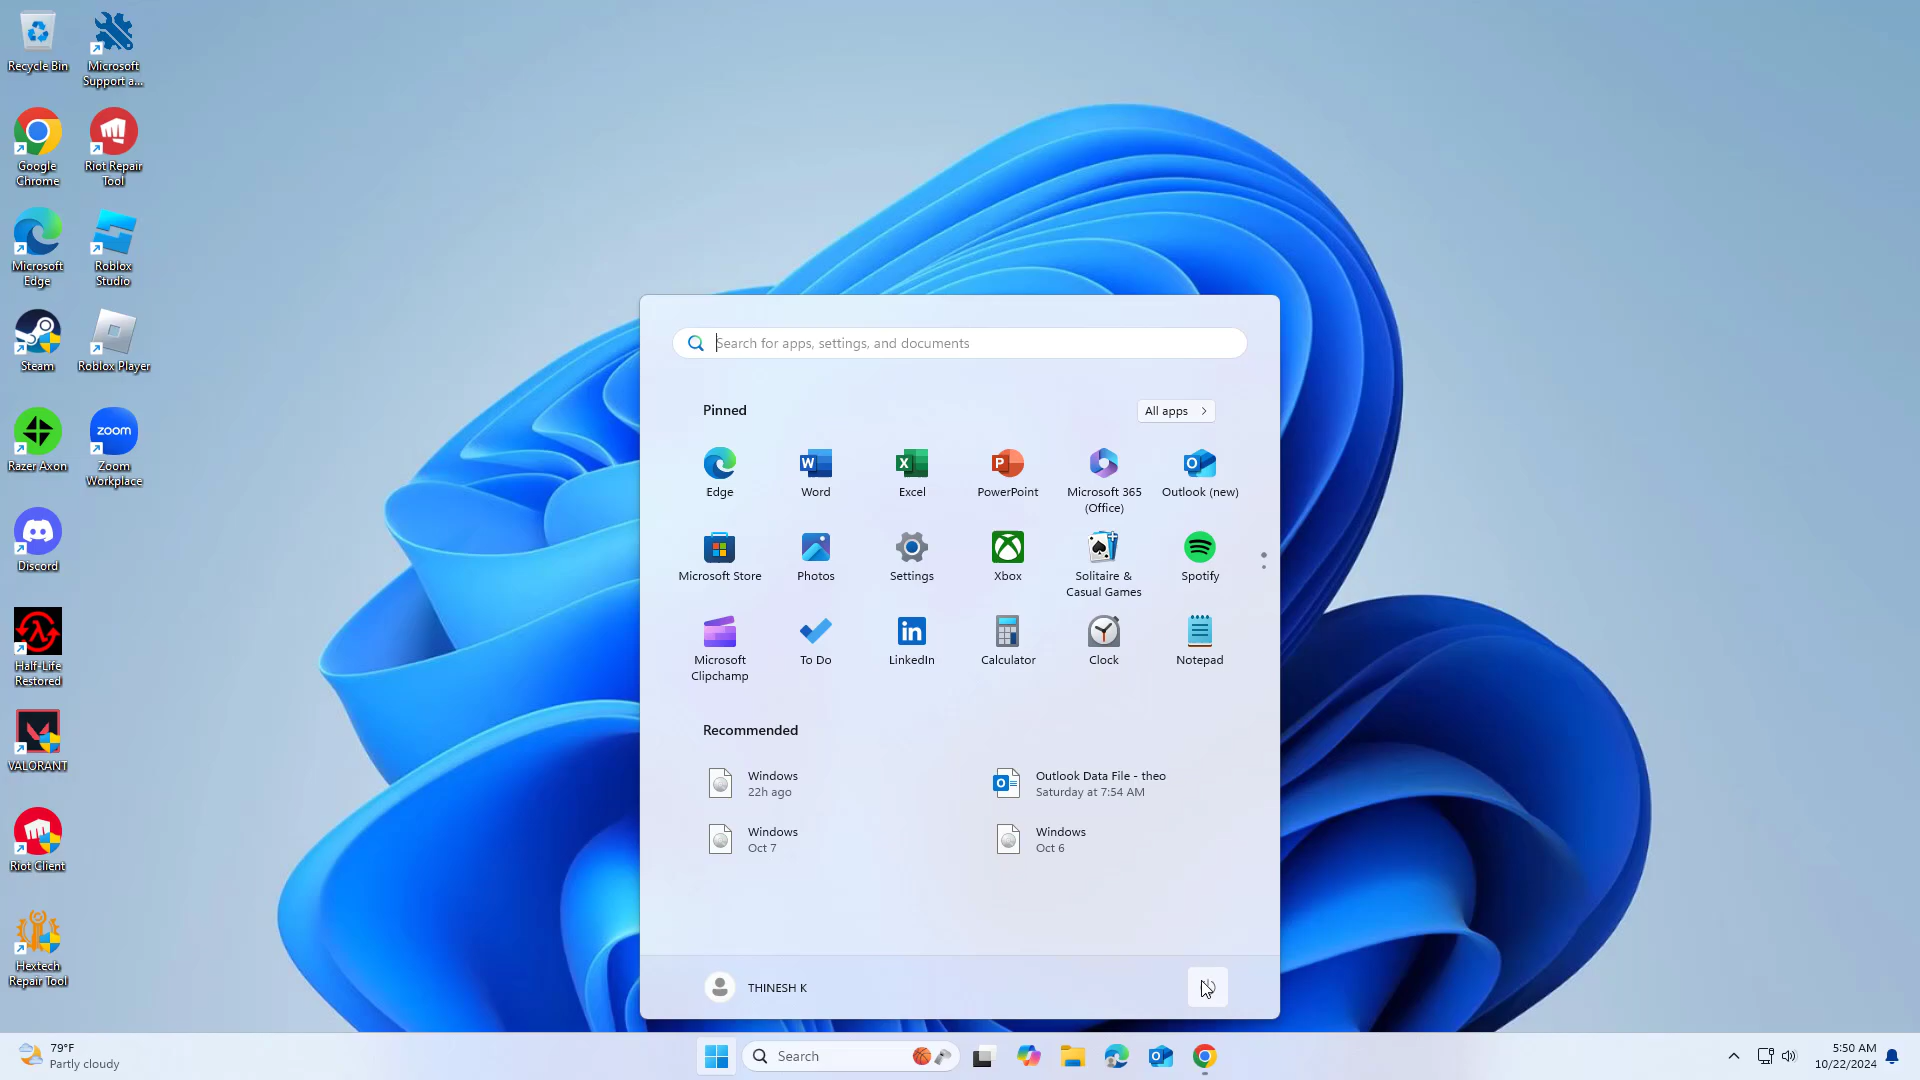 Recycle Bin
Microsoft
Support a...
Google
Chrome
Riot Repair
Tool
Microsoft
Edge
Roblox
Studio
Steam
Roblox Player
Razer Axon
zoom
Zoom
Workplace
Discord
Half-Life
Restored
VALORANT
Riot Client
Hextech
Repair Tool
Search for apps, settings, and documents
Pinned
All apps
Edge
Word
Excel
PowerPoint
Microsoft 365
(Office)
Outlook (new)
Microsoft Store
Photos
Settings
Xbox
Solitaire &
Casual Games
Spotify
Microsoft
Clipchamp
To Do
LinkedIn
Calculator
Clock
Notepad
Recommended
Windows
22h ago
Outlook Data File - theo
Saturday at 7:54 AM
Windows
Oct 7
Windows
Oct 6
THINESH K
79°F
Partly cloudy
Search
5:50 AM
10/22/2024